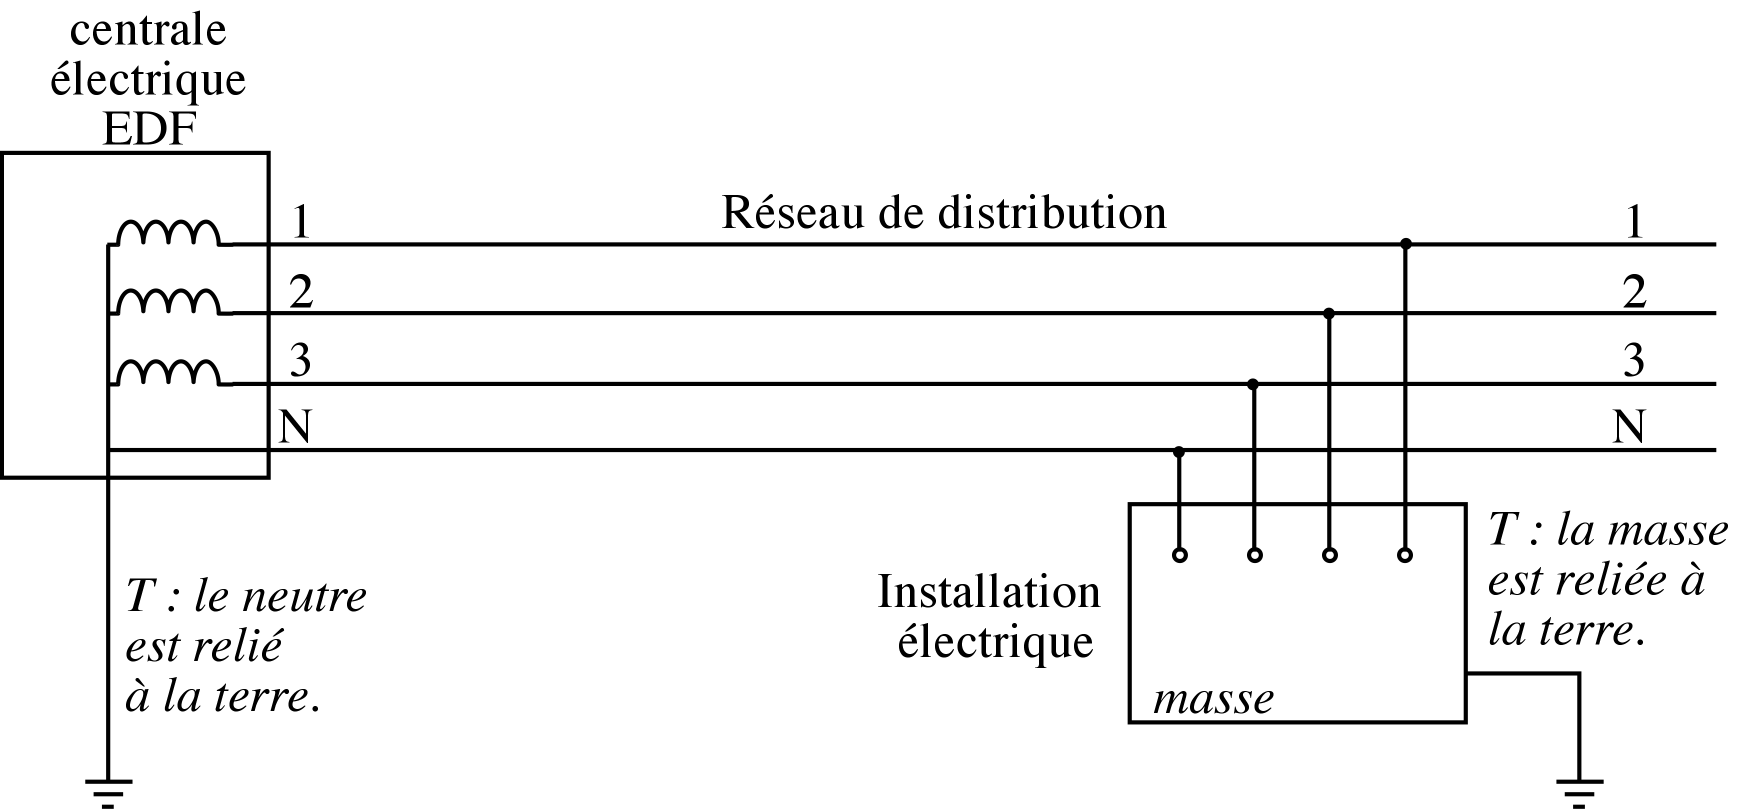 centrale
électrique
EDF
Réseau de distribution
1
1
2
2
3
3
N
N
T : le neutre
est relié
à la terre.
Installation
électrique
masse
T : la masse
est reliée à
la terre.